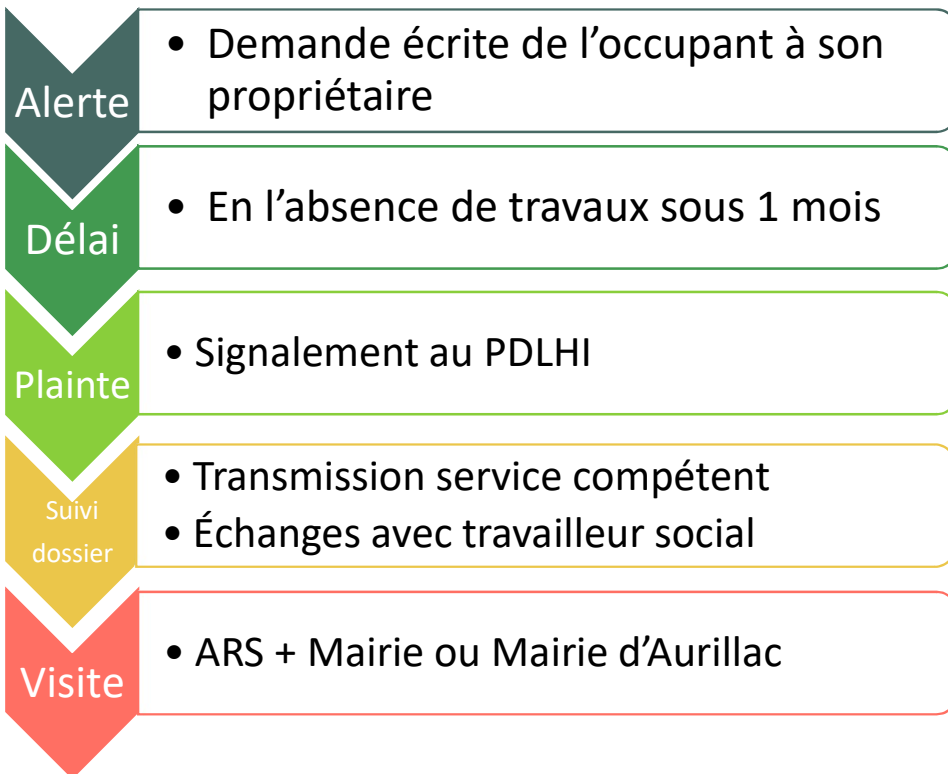 Alerte
• Demande écrite de l’occupant à son
propriétaire
Délai
• En l’absence de travaux sous 1 mois
Plainte
• Signalement au PDLHI
Suivi
dossier
• Transmission service compétent
• Échanges avec travailleur social
Visite
• ARS + Mairie ou Mairie d’Aurillac